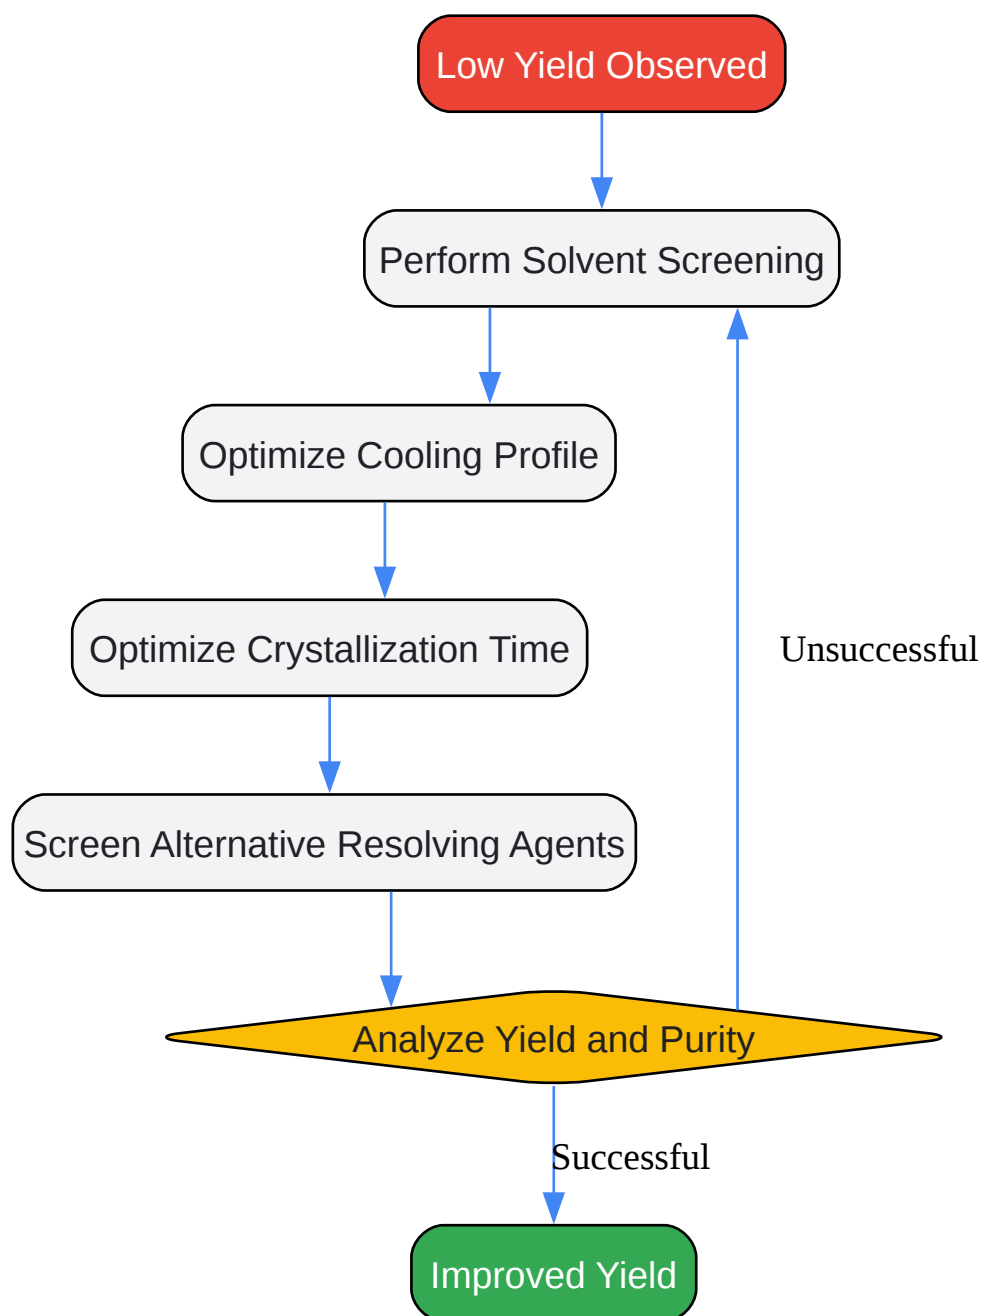 Low Yield Observed
Perform Solvent Screening
Optimize Cooling Profile
Optimize Crystallization Time
Unsuccessful
Screen Alternative Resolving Agents
Analyze Yield and Purity
Successful
Improved Yield